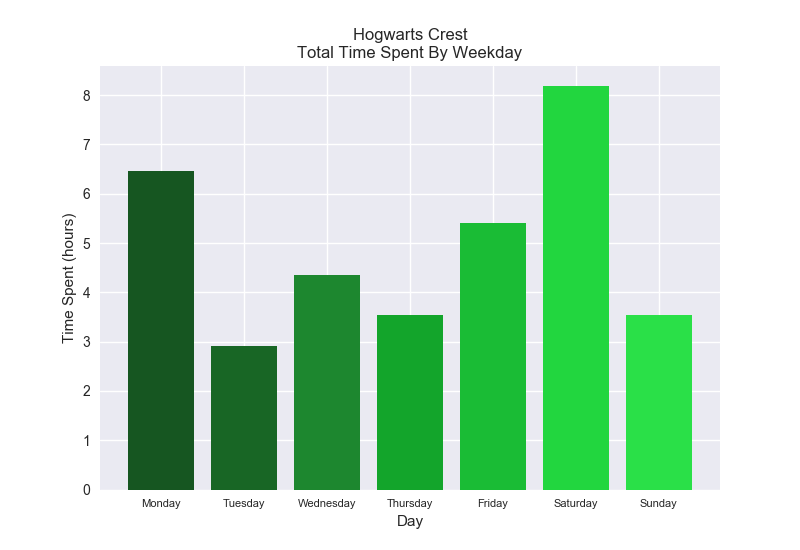 Hogwarts Crest
Total Time Spent By Weekday
Time Spent (hours)
8
7
6
5
4
3
2
1
0
Monday Tuesday Wednesday Thursday Friday Saturday Sunday
Day